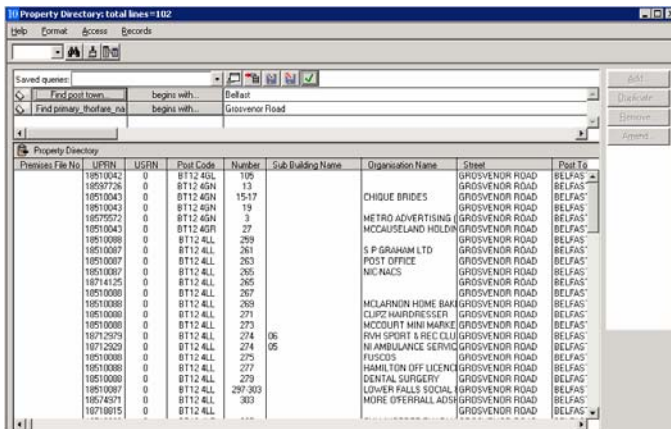 Property Directory: total lines=102
Help Format Access Records
Saved queries:
Find post town... begins with... Belfast
Find primary_thorfare_na begins with... Grosvenor Road
Add...
Duplicate...
Remove...
Amend...
Property Directory
Premises File No UPRN USRN Post Code Number Sub Building Name Organisation Name Street Post To
18510042 0 BT12 4GL 105 GROSVENOR ROAD BELFAST
18597726 0 BT12 4GN 13 GROSVENOR ROAD BELFAST
18510043 0 BT12 4GN 15-17 CHIQUE BRIDES GROSVENOR ROAD BELFAST
18510043 0 BT12 4GN 19 GROSVENOR ROAD BELFAST
18575572 0 BT12 4GN 3 METRO ADVERTISING ( GROSVENOR ROAD BELFAST
18510043 0 BT12 4GR 27 MCCAUSELAND HOLDIN GROSVENOR ROAD BELFAST
18510088 0 BT12 4LL 259 GROSVENOR ROAD BELFAST
18510087 0 BT12 4LL 261 S P GRAHAM LTD GROSVENOR ROAD BELFAST
18510087 0 BT12 4LL 263 POST OFFICE GROSVENOR ROAD BELFAST
18510087 0 BT12 4LL 265 NIC-NACS GROSVENOR ROAD BELFAST
18714125 0 BT12 4LL 265 GROSVENOR ROAD BELFAST
18510088 0 BT12 4LL 267 GROSVENOR ROAD BELFAST
18510088 0 BT12 4LL 269 MCLARNON HOME BAKI GROSVENOR ROAD BELFAST
18510088 0 BT12 4LL 271 CLIPZ HAIRDRESSER GROSVENOR ROAD BELFAST
18510088 0 BT12 4LL 273 MCCOURT MINI MARKE GROSVENOR ROAD BELFAST
18712979 0 BT12 4LL 274 06 RVH SPORT & REC CLU GROSVENOR ROAD BELFAST
18712929 0 BT12 4LL 274 05 NI AMBULANCE SERVIC GROSVENOR ROAD BELFAST
18510088 0 BT12 4LL 275 FUSCOS GROSVENOR ROAD BELFAST
18510088 0 BT12 4LL 277 HAMILTON OFF LICENCI GROSVENOR ROAD BELFAST
18510088 0 BT12 4LL 279 DENTAL SURGERY GROSVENOR ROAD BELFAST
18510087 0 BT12 4LL 297-303 LOWER FALLS SOCIAL GROSVENOR ROAD BELFAST
18574971 0 BT12 4LL 303 MORE O'FERRALL ADSH GROSVENOR ROAD BELFAST
18718815 0 BT12 4LL GROSVENOR ROAD BELFAST